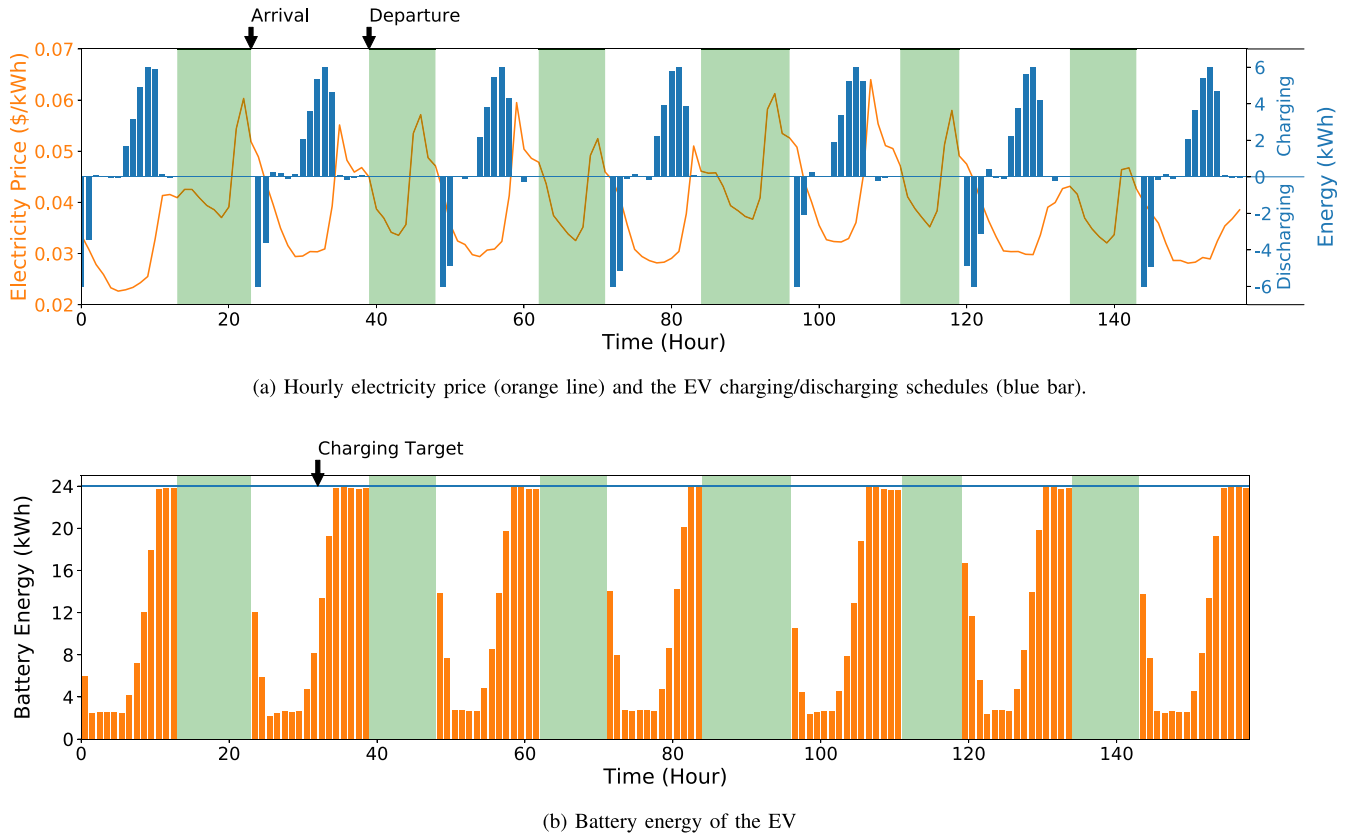 Arrival Departure
0.07
0.06
0.05
0.04
0.03
0.02
Electricity Price ($/kWh)
6
4
2
0
-2
-4
-6
Charging
Discharging
Energy (kWh)
0 20 40 60 80 100 120 140
Time (Hour)
(a) Hourly electricity price (orange line) and the EV charging/discharging schedules (blue bar).
Charging Target
24
20
16
12
8
4
0
Battery Energy (kWh)
0 20 40 60 80 100 120 140
Time (Hour)
(b) Battery energy of the EV